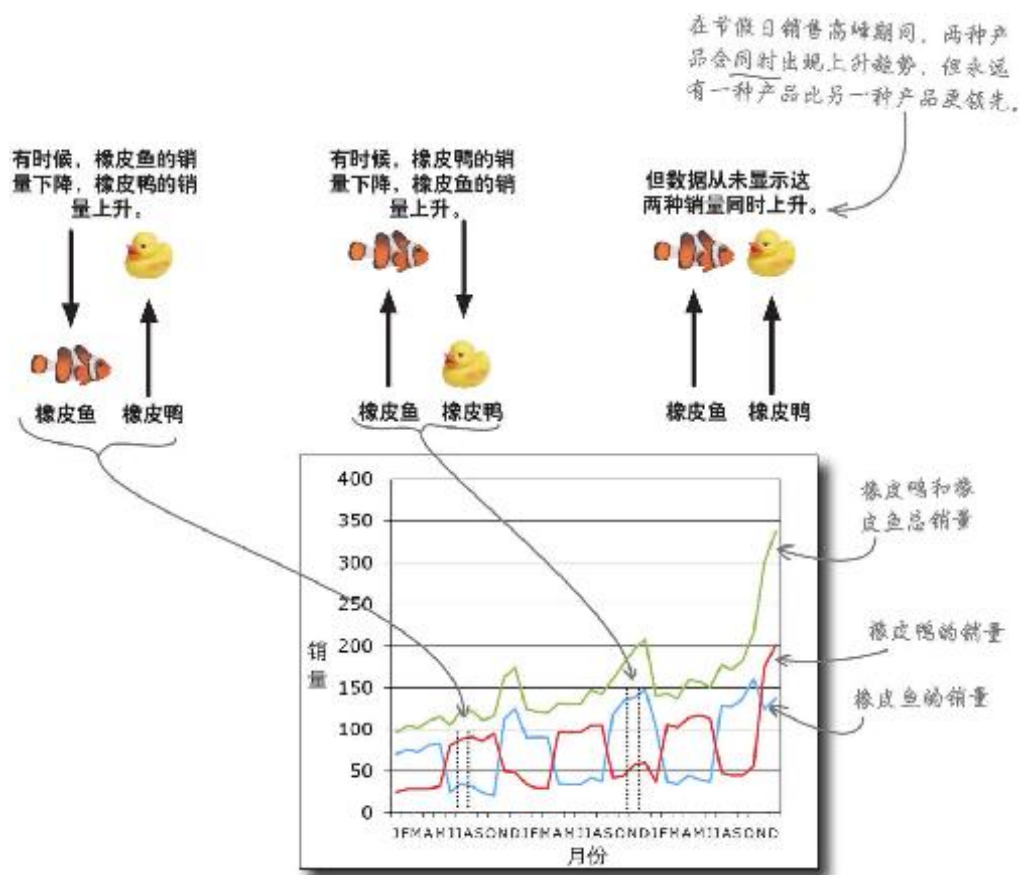 在节假日销售高峰期间，两种产
品会同时出现上升趋势，但永远
有一种产品比另一种产品更领先。
有时候，橡皮鱼的销
量下降，橡皮鸭的销
量上升。
有时候，橡皮鸭的销
量下降，橡皮鱼的销
量上升。
但数据从未显示这
两种销量同时上升。
橡皮鱼 橡皮鸭
橡皮鱼 橡皮鸭
橡皮鱼 橡皮鸭
400
350
300
250
200
150
100
50
0
销
量
JFMAMJJASONDJFMAMJJASONDJFMAMJJASOND
月份
橡皮鸭和橡
皮鱼总销量
橡皮鸭的销量
橡皮鱼的销量